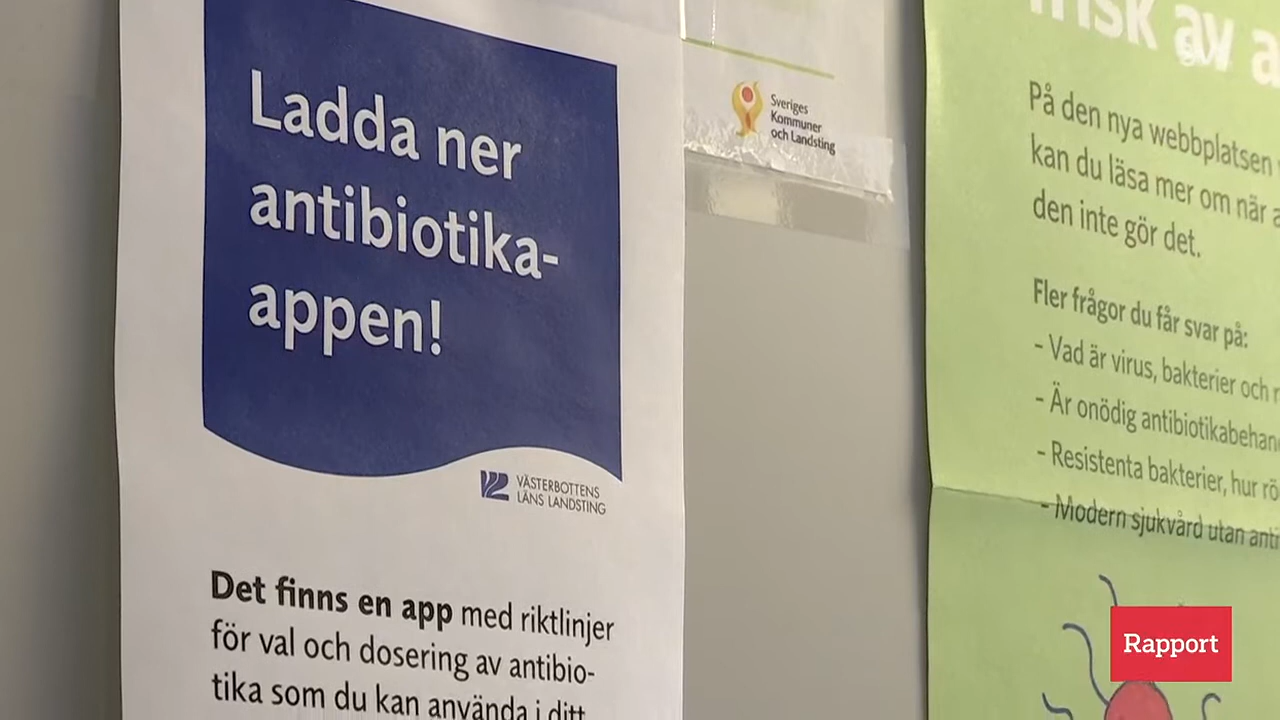 Ladda ner
antibiotika-
appen!
VÄSTERBOTTENS
LÄNS LANDSTING
Det finns en app med riktlinjer
för val och dosering av antibio-
tika som du kan använda i ditt
Sveriges
Kommuner
och Landsting
av a
På den nya webbplatsen
kan du läsa mer om när a
den inte gör det.
Fler frågor du får svar på:
- Vad är virus, bakterier och r
- Är onödig antibiotikabehan
- Resistenta bakterier, hur rö
- Modern sjukvård utan anti
Rapport